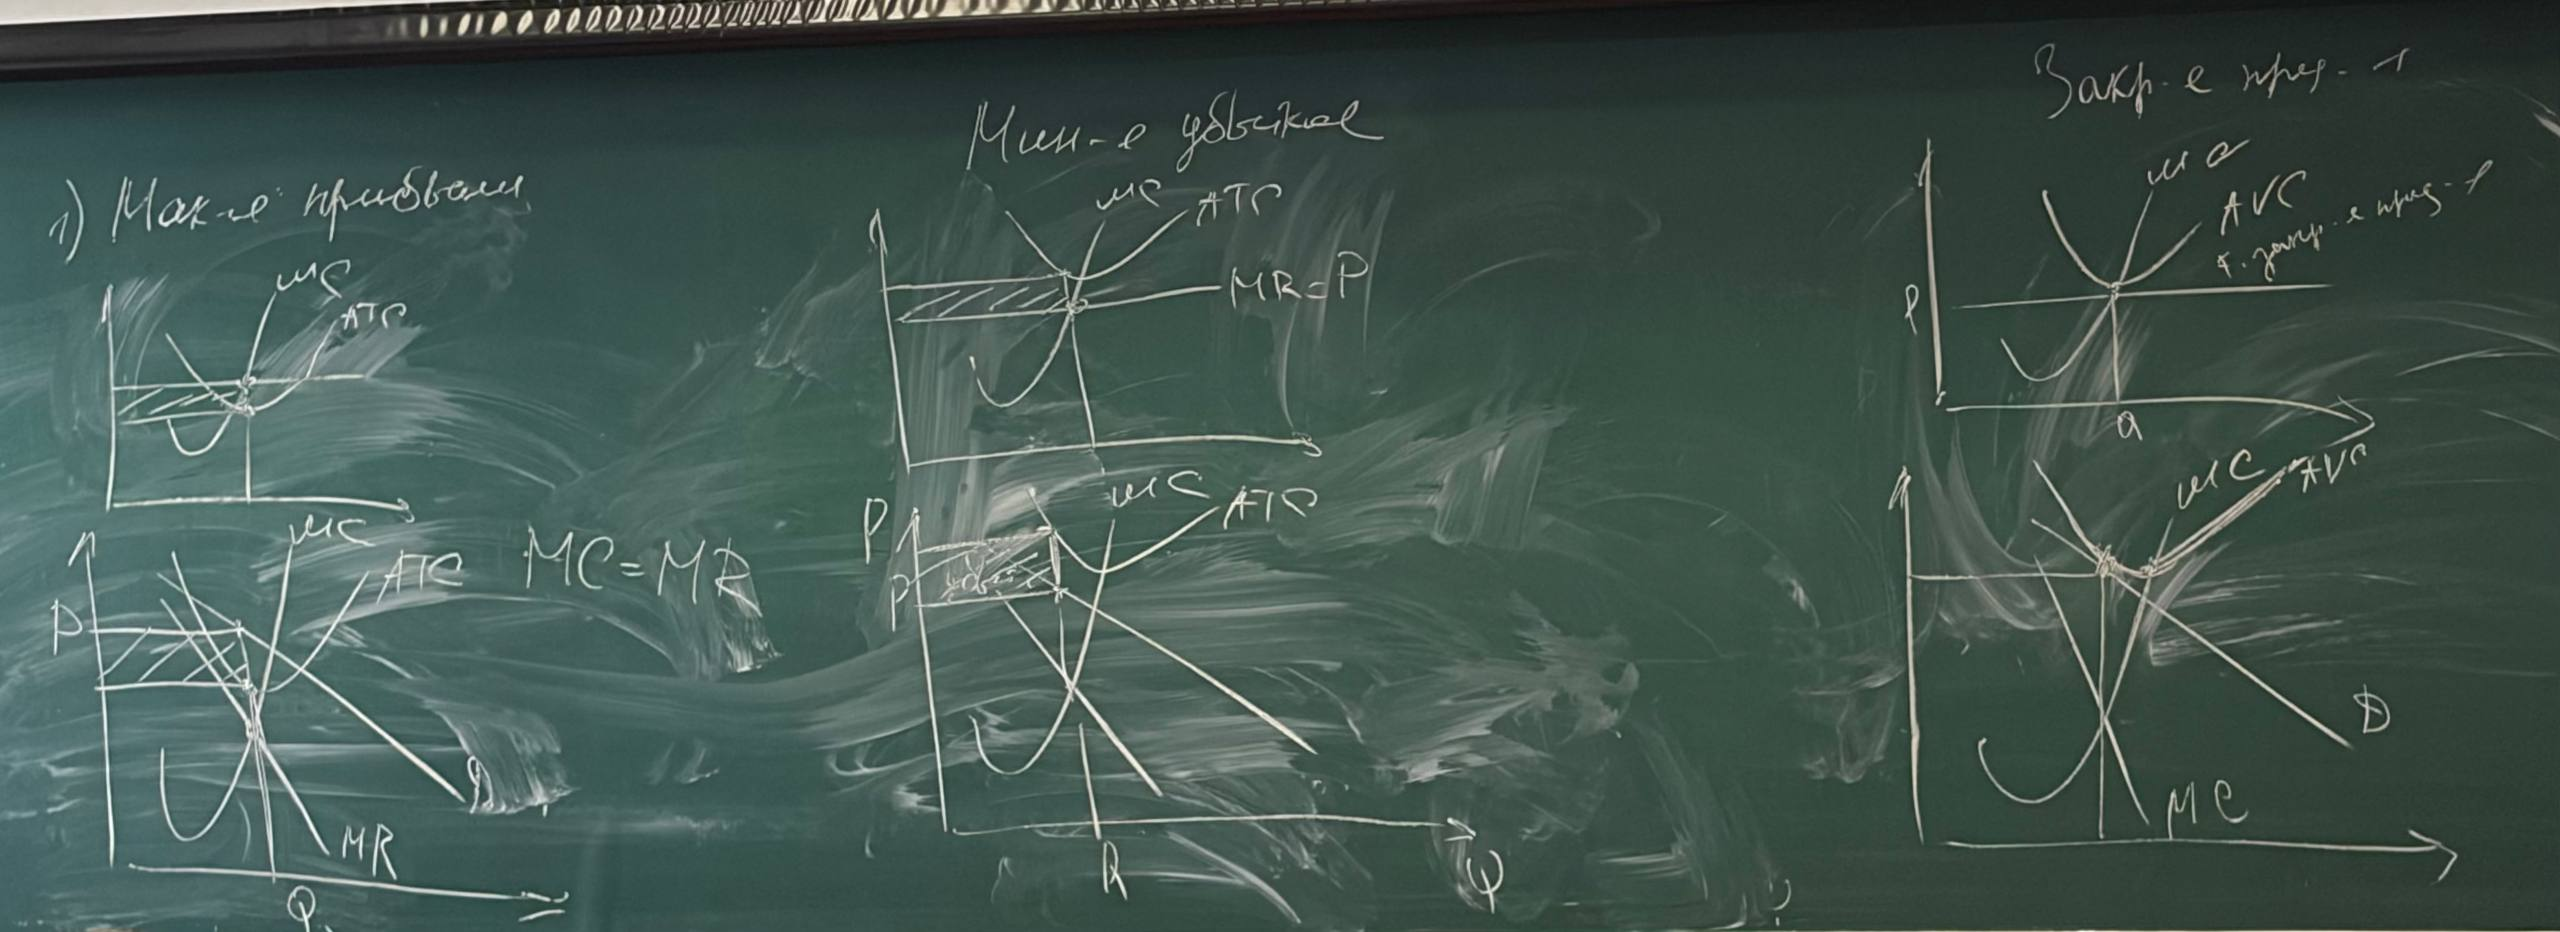 1) Мак-е прибыли
MC
ATC
MC
ATC
MC=MR
P
D
MR
Q
Мин-е убытков
MC
ATC
MR=P
P
MC
ATC
P
Q
Закр-е пред-я
MC
AVC
т. закр-е пред-я
P
Q
MC
AVC
D
MC